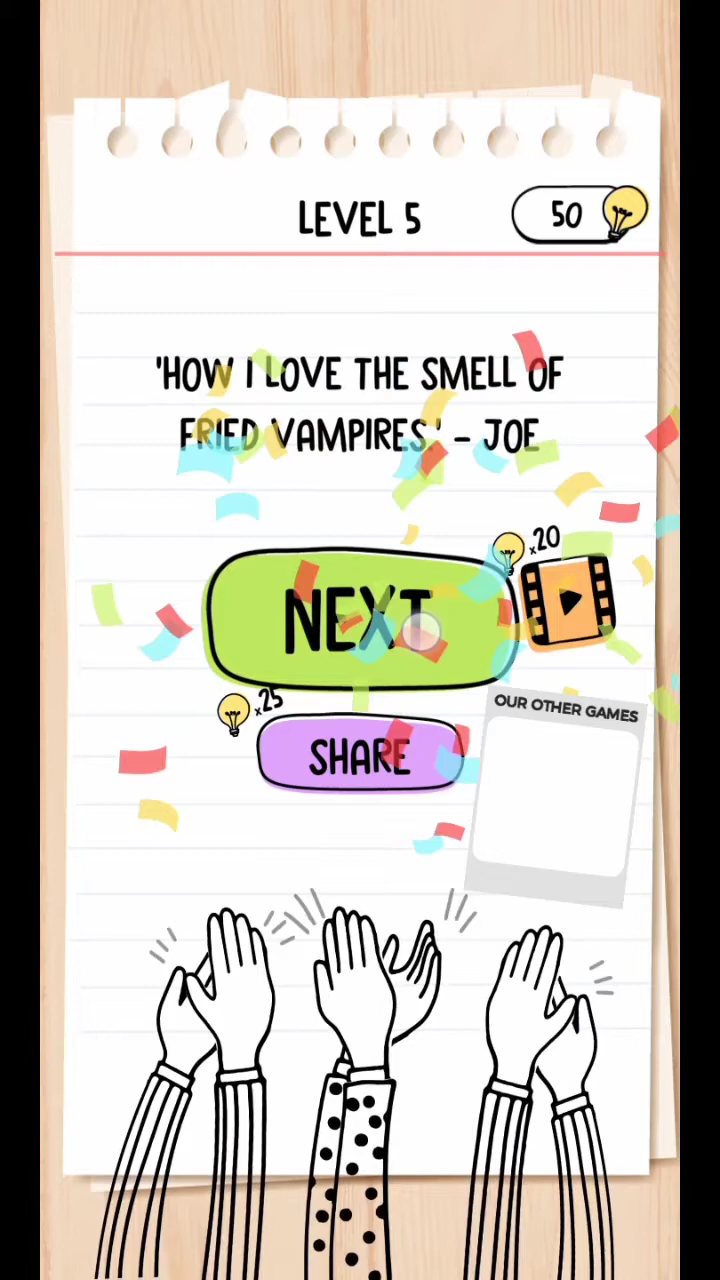 LEVEL 5
50
'HOW I LOVE THE SMELL OF
FRIED VAMPIRES.' - JOE
x20
NEXT
x25
SHARE
OUR OTHER GAMES